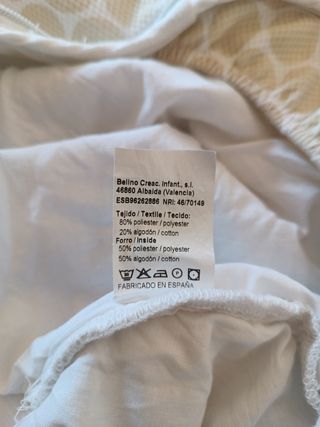 Belino Creac. Infant., s.l.
46860 Albaida (Valencia)
ESB96262886 NRI: 46/70149
Tejido / Textile / Tecido:
80% poliester / polyester
20% algodón / cotton
Forro / Inside
50% poliester / polyester
50% algodón / cotton
FABRICADO EN ESPAÑA